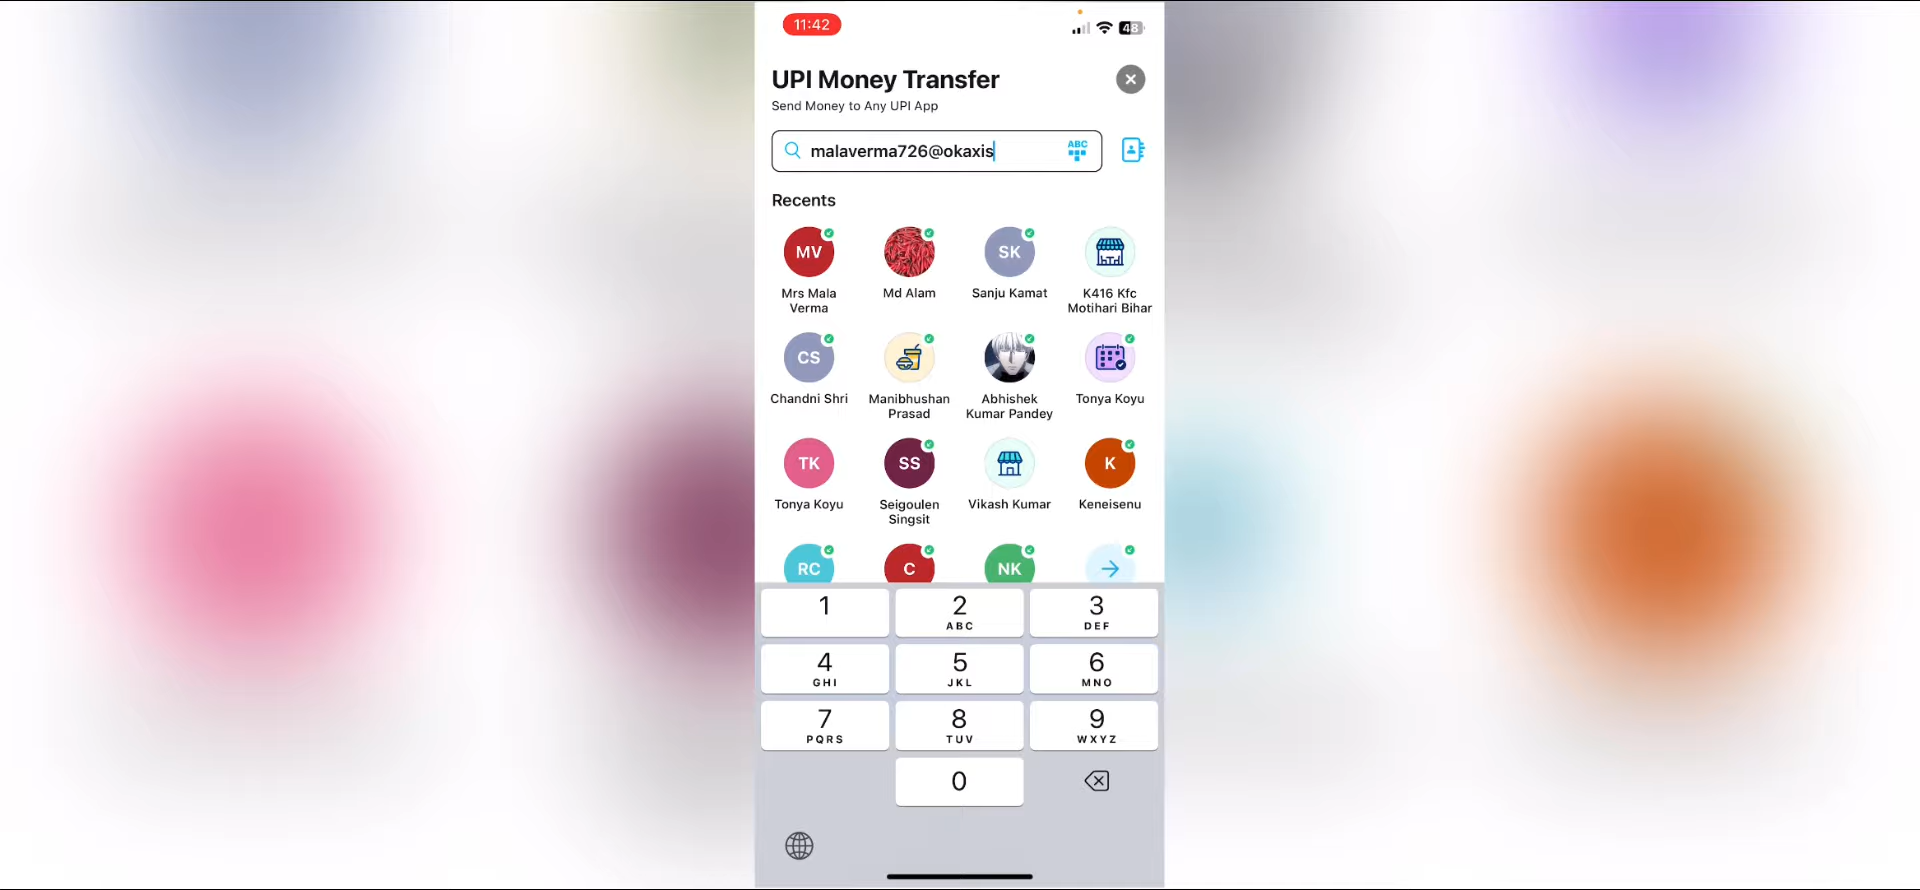 11:42
48
UPI Money Transfer
Send Money to Any UPI App
malaverma726@okaxis
ABC
Recents
MV
SK
Mrs Mala
Verma
Md Alam
Sanju Kamat
K416 Kfc
Motihari Bihar
CS
Chandni Shri
Manibhushan
Prasad
Abhishek
Kumar Pandey
Tonya Koyu
TK
SS
K
Tonya Koyu
Seigoulen
Singsit
Vikash Kumar
Keneisenu
RC
C
NK
1
2
ABC
3
DEF
4
GHI
5
JKL
6
MNO
7
PQRS
8
TUV
9
WXYZ
0